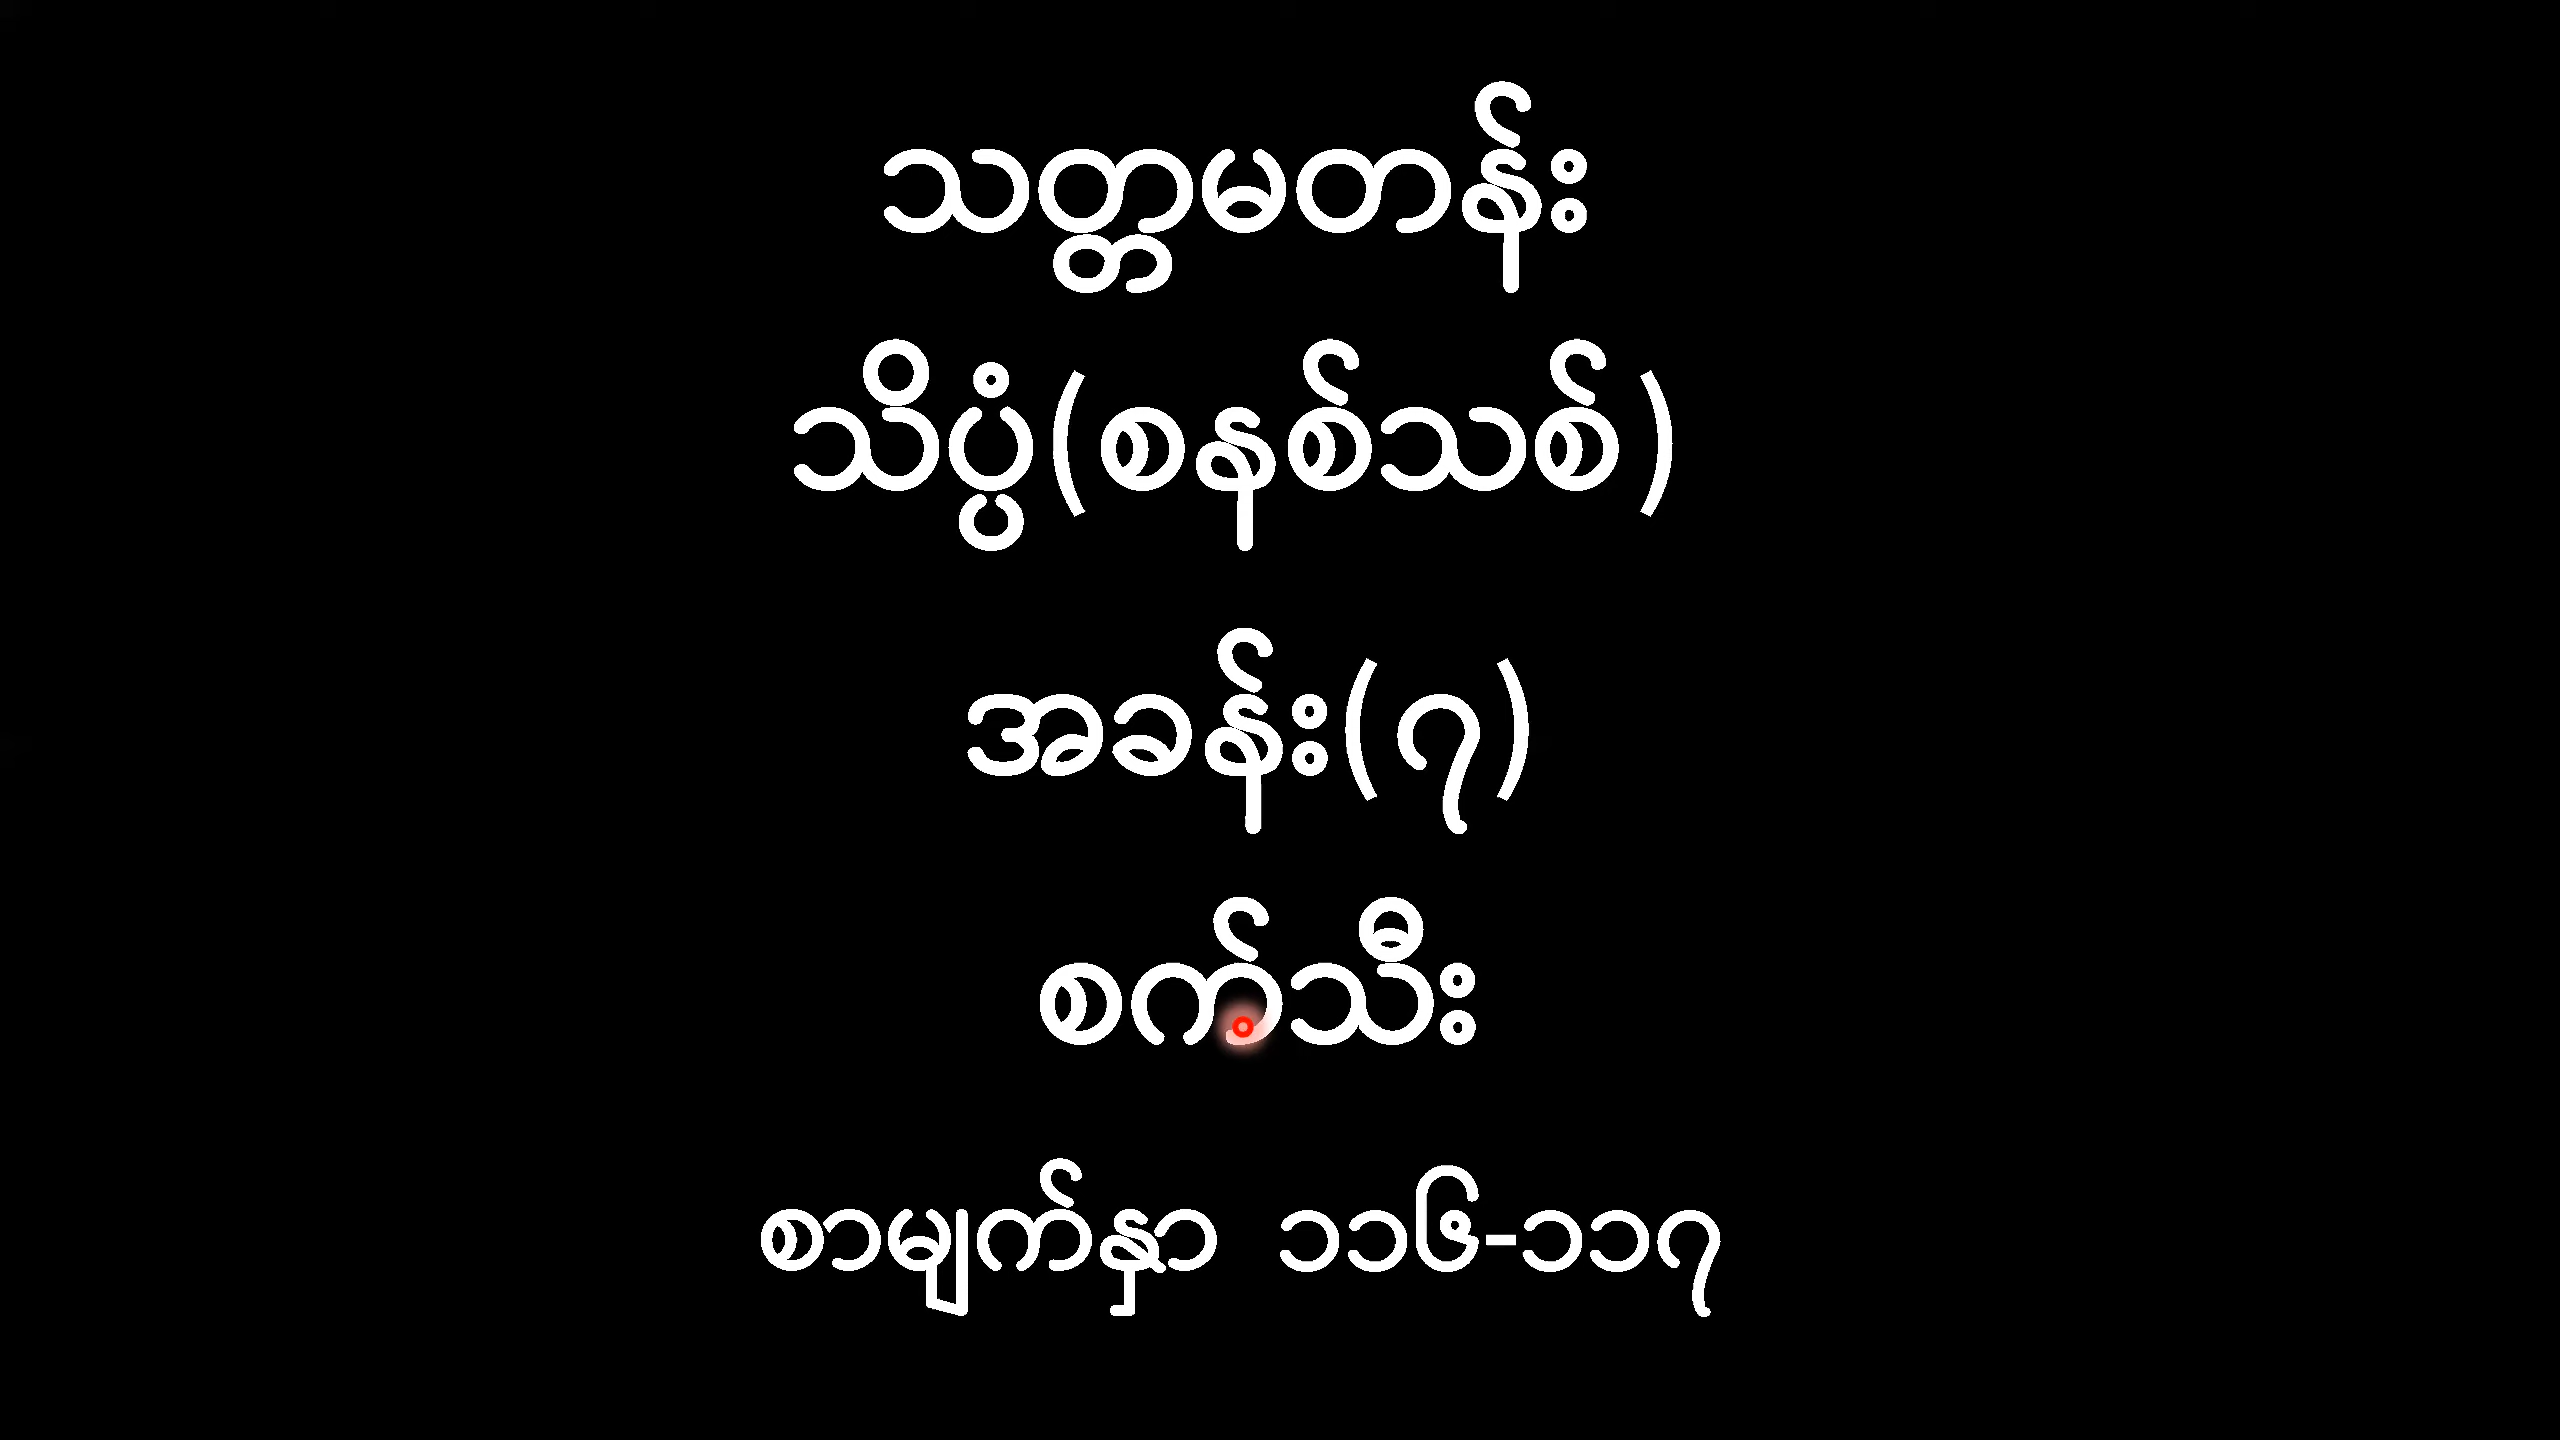 သတ္တမတန်း
သိပ္ပံ(စနစ်သစ်)
အခန်း(၇)
စက်သီး
စာမျက်နှာ ၁၁၆-၁၁၇